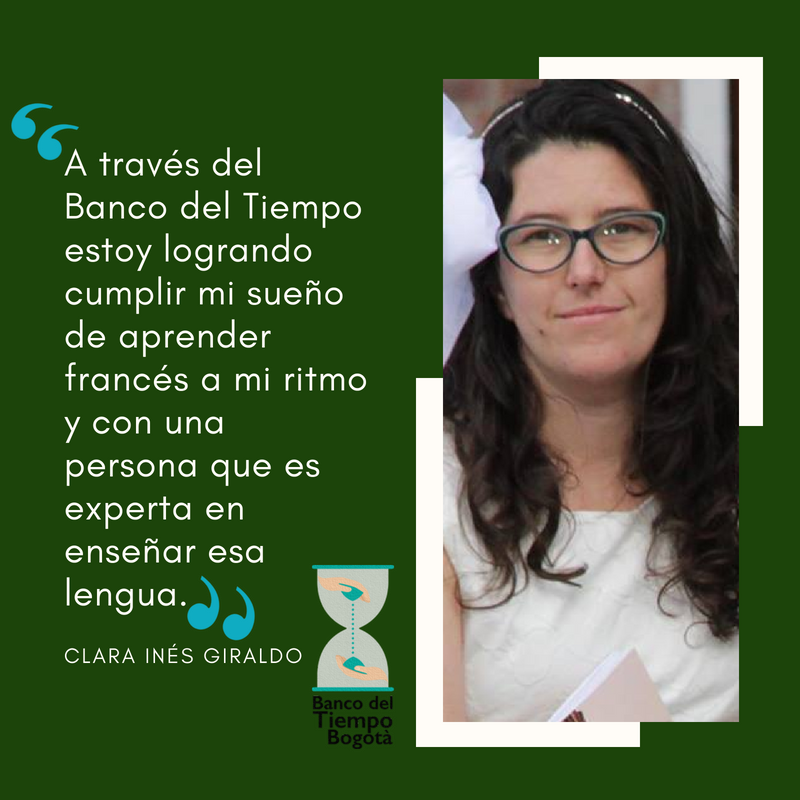 A través del
Banco del Tiempo
estoy logrando
cumplir mi sueño
de aprender
francés a mi ritmo
y con una
persona que es
experta en
enseñar esa
lengua.
CLARA INÉS GIRALDO
Banco del
Tiempo
Bogotà